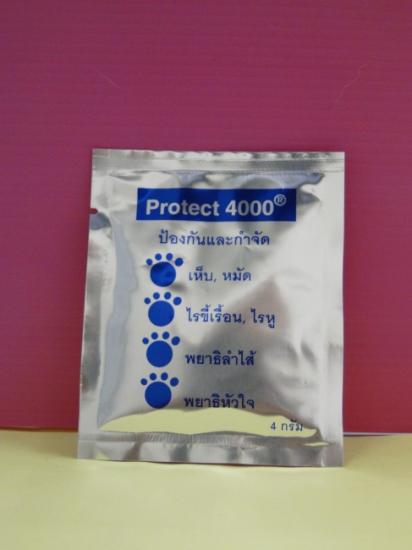 Protect 4000®
ป้องกันและกำจัด
เห็บ, หมัด
ไรขี้เรื้อน, ไรหู
พยาธิลำไส้
พยาธิหัวใจ
4 กรัม